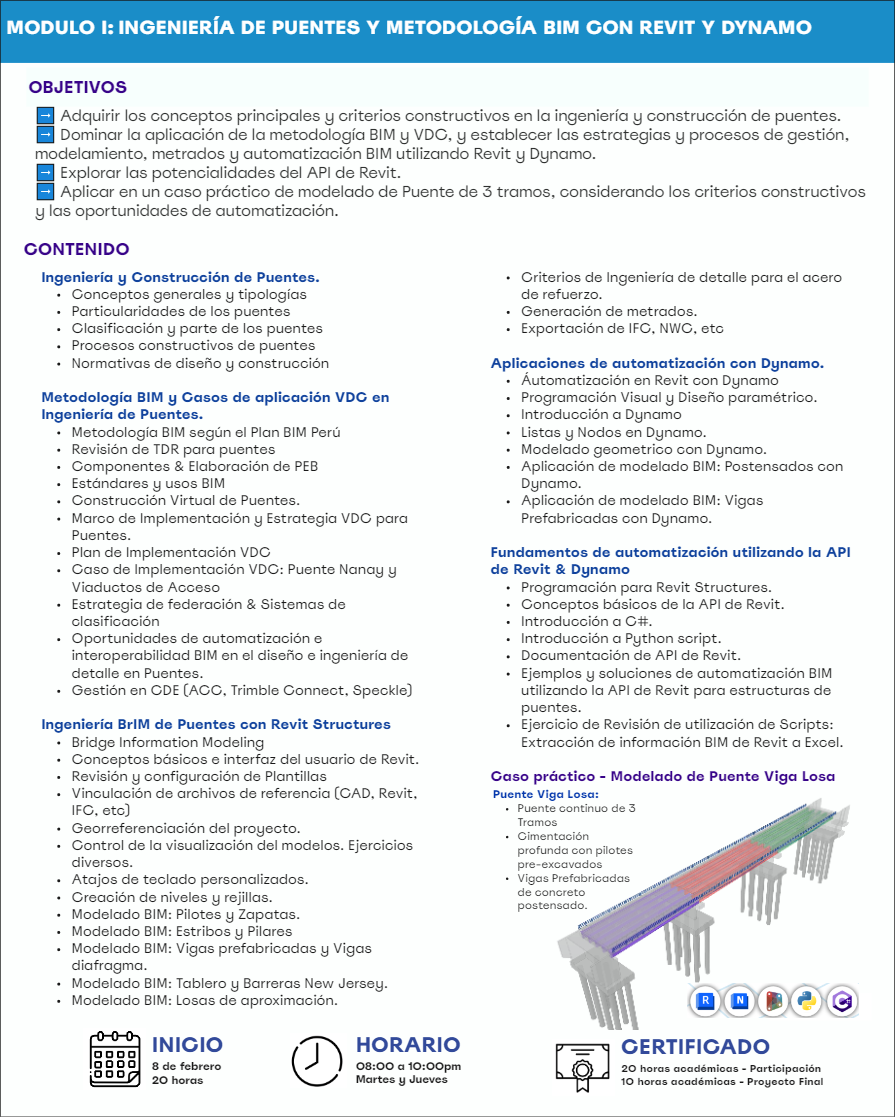 MODULO I: INGENIERÍA DE PUENTES Y METODOLOGÍA BIM CON REVIT Y DYNAMO
OBJETIVOS
➡ Adquirir los conceptos principales y criterios constructivos en la ingeniería y construcción de puentes.
➡ Dominar la aplicación de la metodología BIM y VDC, y establecer las estrategias y procesos de gestión,
modelamiento, metrados y automatización BIM utilizando Revit y Dynamo.
➡ Explorar las potencialidades del API de Revit.
➡ Aplicar en un caso práctico de modelado de Puente de 3 tramos, considerando los criterios constructivos
y las oportunidades de automatización.
CONTENIDO
Ingeniería y Construcción de Puentes.
• Conceptos generales y tipologías
• Particularidades de los puentes
• Clasificación y parte de los puentes
• Procesos constructivos de puentes
• Normativas de diseño y construcción
Metodología BIM y Casos de aplicación VDC en
Ingeniería de Puentes.
• Metodología BIM según el Plan BIM Perú
• Revisión de TDR para puentes
• Componentes & Elaboración de PEB
• Estándares y usos BIM
• Construcción Virtual de Puentes.
• Marco de Implementación y Estrategia VDC para
Puentes.
• Plan de Implementación VDC
• Caso de Implementación VDC: Puente Nanay y
Viaductos de Acceso
• Estrategia de federación & Sistemas de
clasificación
• Oportunidades de automatización e
interoperabilidad BIM en el diseño e ingeniería de
detalle en Puentes.
• Gestión en CDE (ACC, Trimble Connect, Speckle)
Ingeniería BrIM de Puentes con Revit Structures
• Bridge Information Modeling
• Conceptos básicos e interfaz del usuario de Revit.
• Revisión y configuración de Plantillas
• Vinculación de archivos de referencia (CAD, Revit,
IFC, etc)
• Georreferenciación del proyecto.
• Control de la visualización del modelos. Ejercicios
diversos.
• Atajos de teclado personalizados.
• Creación de niveles y rejillas.
• Modelado BIM: Pilotes y Zapatas.
• Modelado BIM: Estribos y Pilares
• Modelado BIM: Vigas prefabricadas y Vigas
diafragma.
• Modelado BIM: Tablero y Barreras New Jersey.
• Modelado BIM: Losas de aproximación.
• Criterios de Ingeniería de detalle para el acero
de refuerzo.
• Generación de metrados.
• Exportación de IFC, NWC, etc
Aplicaciones de automatización con Dynamo.
• Áutomatización en Revit con Dynamo
• Programación Visual y Diseño paramétrico.
• Introducción a Dynamo
• Listas y Nodos en Dynamo.
• Modelado geometrico con Dynamo.
• Aplicación de modelado BIM: Postensados con
Dynamo.
• Aplicación de modelado BIM: Vigas
Prefabricadas con Dynamo.
Fundamentos de automatización utilizando la API
de Revit & Dynamo
• Programación para Revit Structures.
• Conceptos básicos de la API de Revit.
• Introducción a C#.
• Introducción a Python script.
• Documentación de API de Revit.
• Ejemplos y soluciones de automatización BIM
utilizando la API de Revit para estructuras de
puentes.
• Ejercicio de Revisión de utilización de Scripts:
Extracción de información BIM de Revit a Excel.
Caso práctico - Modelado de Puente Viga Losa
Puente Viga Losa:
• Puente continuo de 3
Tramos
• Cimentación
profunda con pilotes
pre-excavados
• Vigas Prefabricadas
de concreto
postensado.
R N
INICIO
8 de febrero
20 horas
HORARIO
08:00 a 10:00pm
Martes y Jueves
CERTIFICADO
20 horas académicas - Participación
10 horas académicas - Proyecto Final